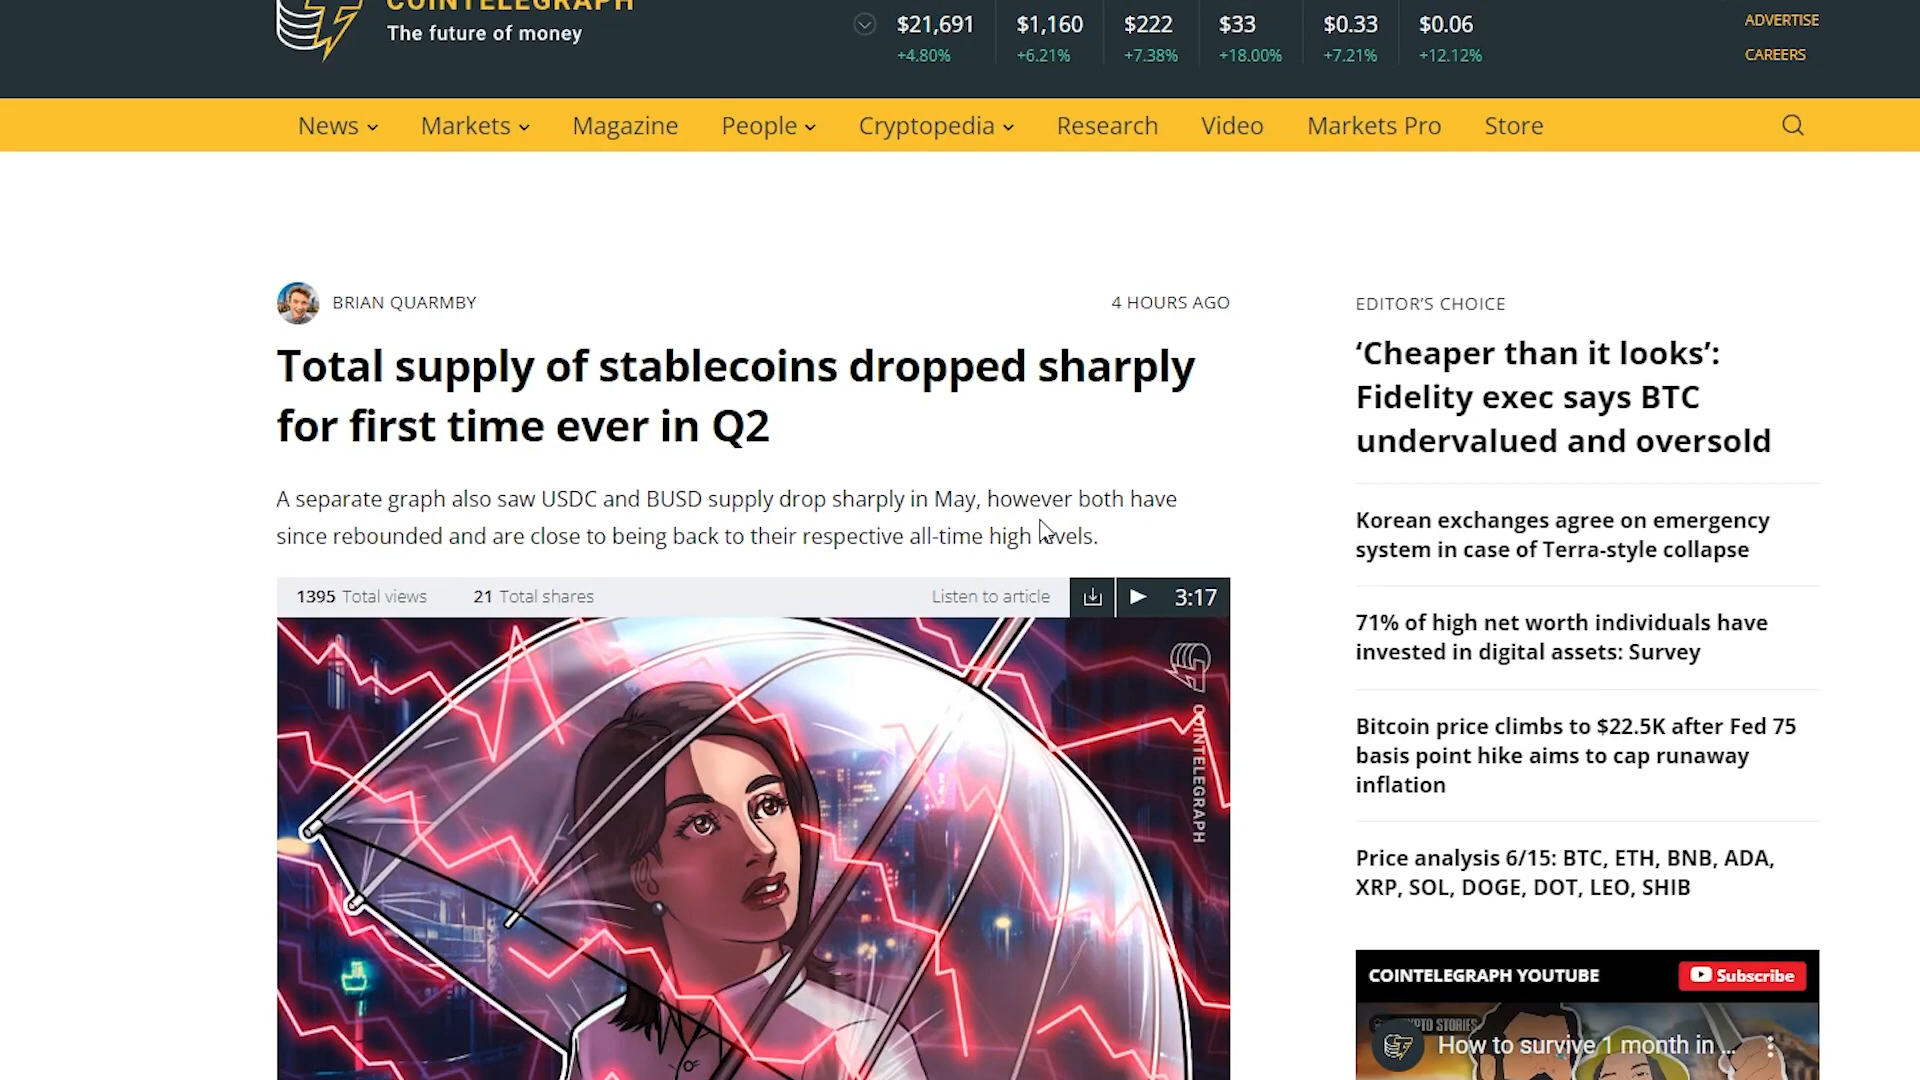 COINTELEGRAPH
The future of money
$21,691 $1,160 $222 $33 $0.33 $0.06
+4.80% +6.21% +7.38% +18.00% +7.21% +12.12%
ADVERTISE
CAREERS
News Markets Magazine People Cryptopedia Research Video Markets Pro Store
BRIAN QUARMBY
4 HOURS AGO
Total supply of stablecoins dropped sharply
for first time ever in Q2
A separate graph also saw USDC and BUSD supply drop sharply in May, however both have
since rebounded and are close to being back to their respective all-time high levels.
1395 Total views 21 Total shares Listen to article 3:17
COINTELEGRAPH
EDITOR’S CHOICE
‘Cheaper than it looks’:
Fidelity exec says BTC
undervalued and oversold
Korean exchanges agree on emergency
system in case of Terra-style collapse
71% of high net worth individuals have
invested in digital assets: Survey
Bitcoin price climbs to $22.5K after Fed 75
basis point hike aims to cap runaway
inflation
Price analysis 6/15: BTC, ETH, BNB, ADA,
XRP, SOL, DOGE, DOT, LEO, SHIB
COINTELEGRAPH YOUTUBE Subscribe
STORIES
How to survive 1 month in ...